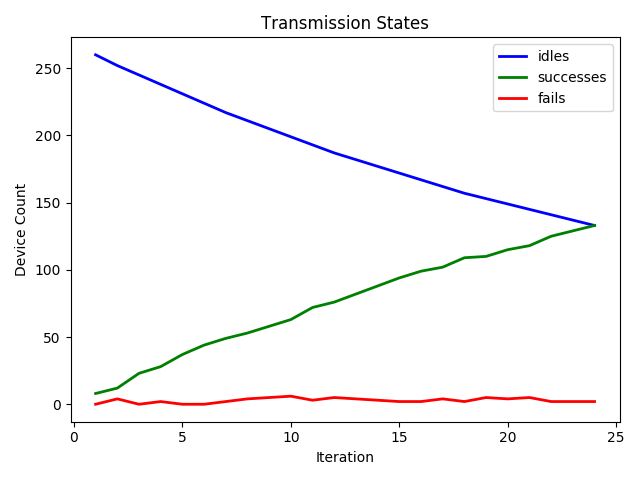 Transmission States
idles
successes
fails
Device Count
250
200
150
100
50
0
0 5 10 15 20 25
Iteration